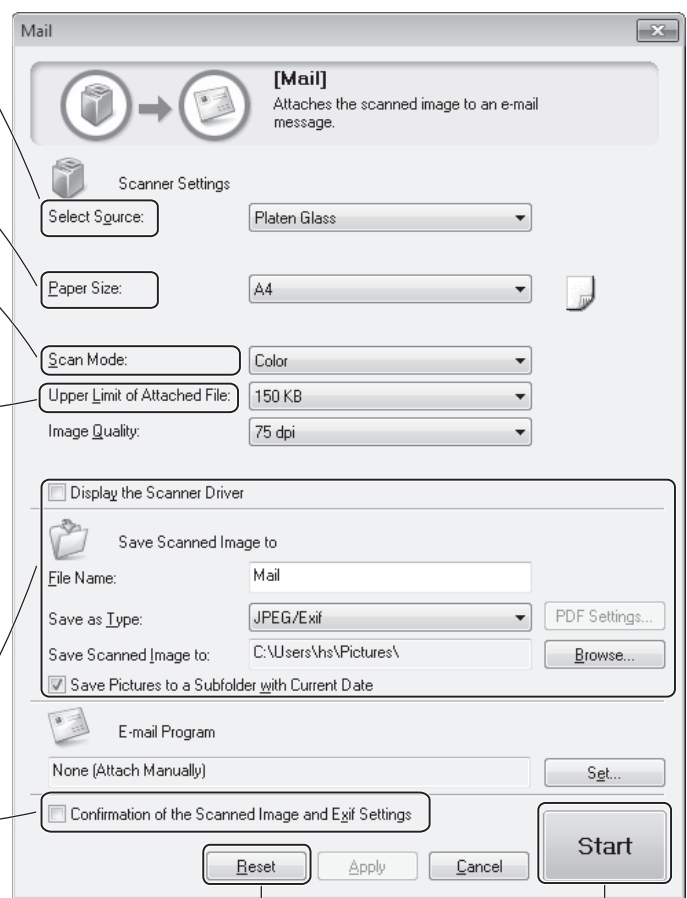 Mail
[Mail]
Attaches the scanned image to an e-mail
message.
Scanner Settings
Select Source: Platen Glass
Paper Size: A4
Scan Mode: Color
Upper Limit of Attached File: 150 KB
Image Quality: 75 dpi
Display the Scanner Driver
Save Scanned Image to
File Name: Mail
Save as Type: JPEG/Exif PDF Settings...
Save Scanned Image to: C:\Users\hs\Pictures\ Browse...
Save Pictures to a Subfolder with Current Date
E-mail Program
None (Attach Manually) Set...
Confirmation of the Scanned Image and Exif Settings
Start
Reset Apply Cancel